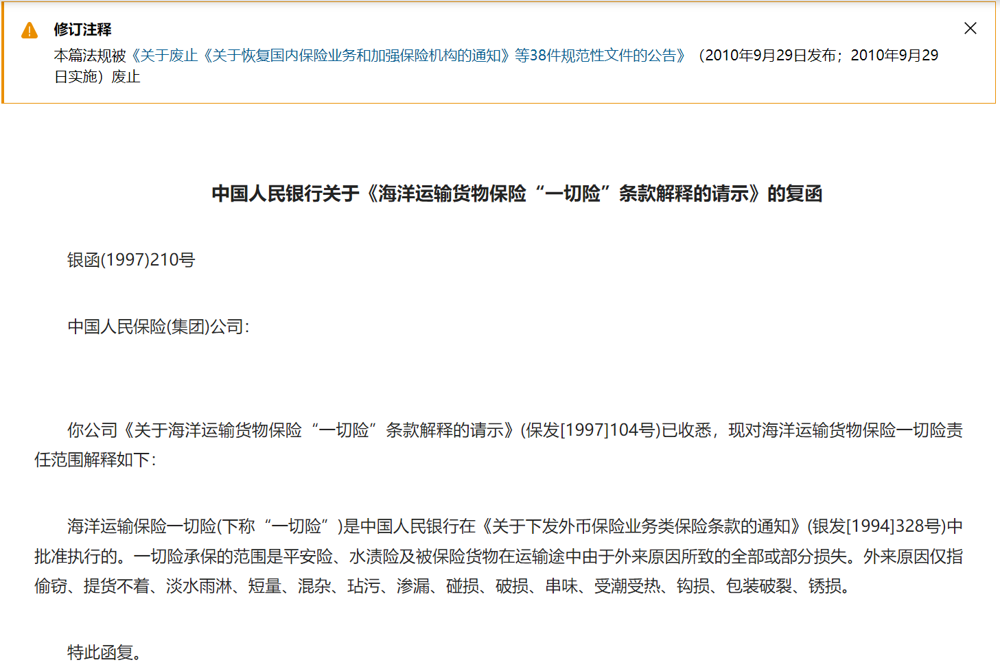 修订注释
本篇法规被《关于废止《关于恢复国内保险业务和加强保险机构的通知》等38件规范性文件的公告》（2010年9月29日发布；2010年9月29
日实施）废止
中国人民银行关于《海洋运输货物保险“一切险”条款解释的请示》的复函
银函(1997)210号
中国人民保险(集团)公司：
你公司《关于海洋运输货物保险“一切险”条款解释的请示》(保发[1997]104号)已收悉，现对海洋运输货物保险一切险责
任范围解释如下：
海洋运输保险一切险(下称“一切险”)是中国人民银行在《关于下发外币保险业务类保险条款的通知》(银发[1994]328号)中
批准执行的。一切险承保的范围是平安险、水渍险及被保险货物在运输途中由于外来原因所致的全部或部分损失。外来原因仅指
偷窃、提货不着、淡水雨淋、短量、混杂、玷污、渗漏、碰损、破损、串味、受潮受热、钩损、包装破裂、锈损。
特此函复。